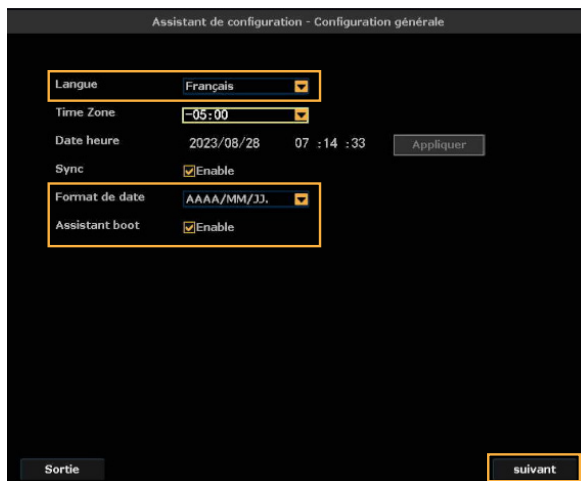 Assistant de configuration - Configuration générale
Langue Français
Time Zone -05:00
Date heure 2023/08/28 07 :14 :33 Appliquer
Sync Enable
Format de date AAAA/MM/JJ.
Assistant boot Enable
Sortie suivant